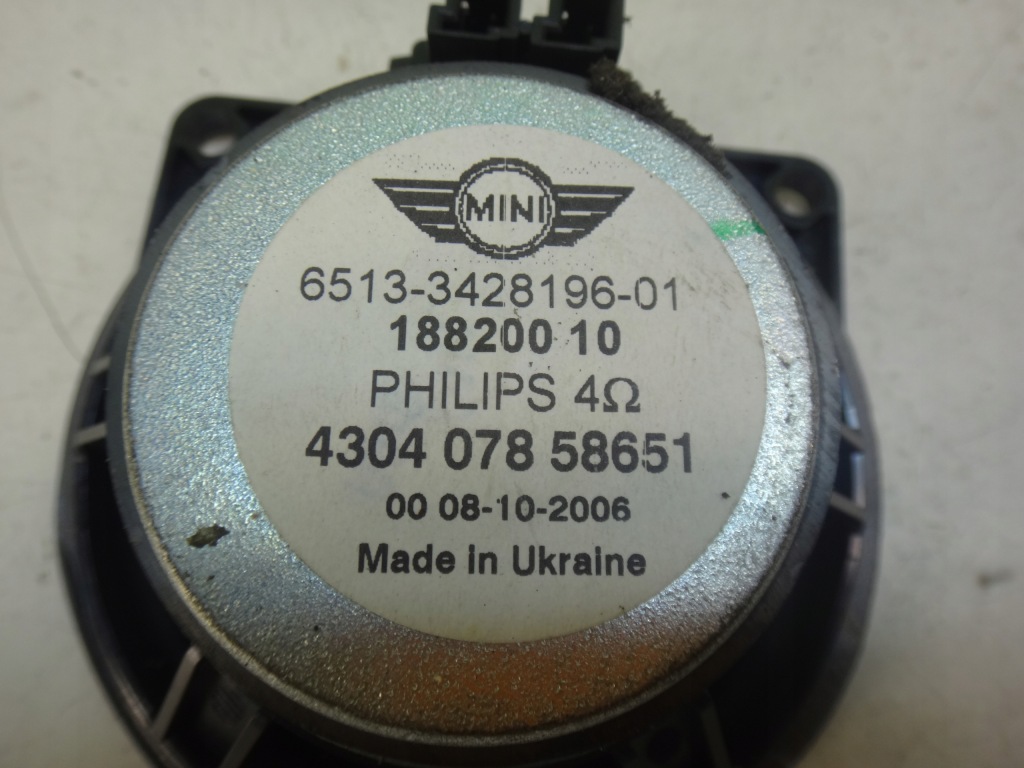 MINI
6513-3428196-01
188200 10
PHILIPS 4Ω
4304 078 58651
00 08-10-2006
Made in Ukraine